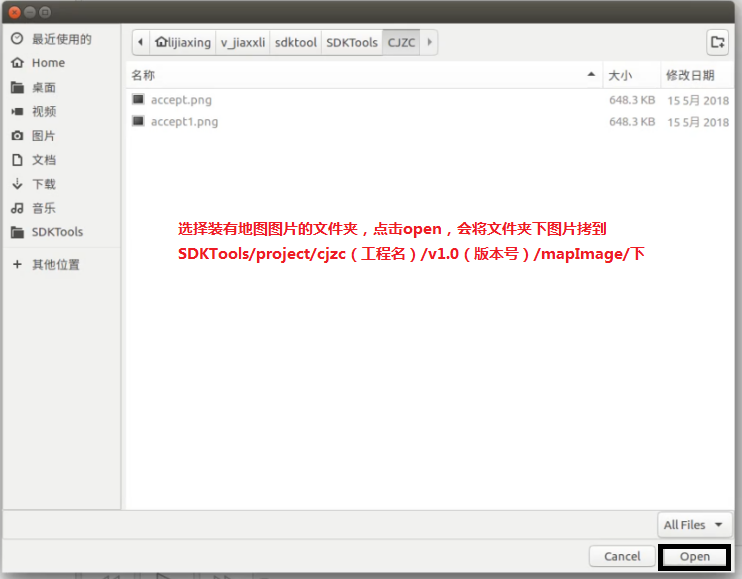 最近使用的
Home
桌面
视频
图片
文档
下载
音乐
SDKTools
其他位置
lijiaxing v_jiaxxli sdktool SDKTools CJZC
名称 大小 修改日期
accept.png 648.3 KB 15 5月 2018
accept1.png 648.3 KB 15 5月 2018
选择装有地图图片的文件夹，点击open，会将文件夹下图片拷到
SDKTools/project/cjzc（工程名）/v1.0（版本号）/mapImage/下
All Files
Cancel Open